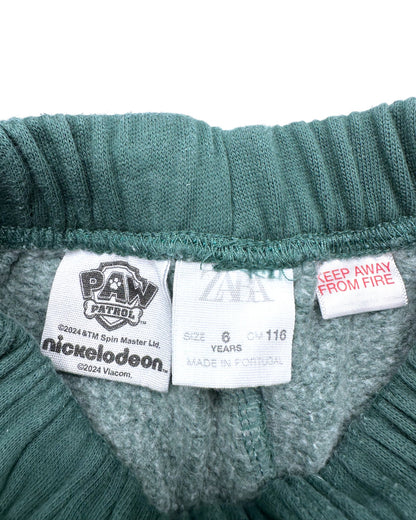 PAW
PATROL
©2024 & TM Spin Master Ltd.
nickelodeon
©2024 Viacom.
ZARA
SIZE 6 CM 116
YEARS
MADE IN PORTUGAL
KEEP AWAY
FROM FIRE